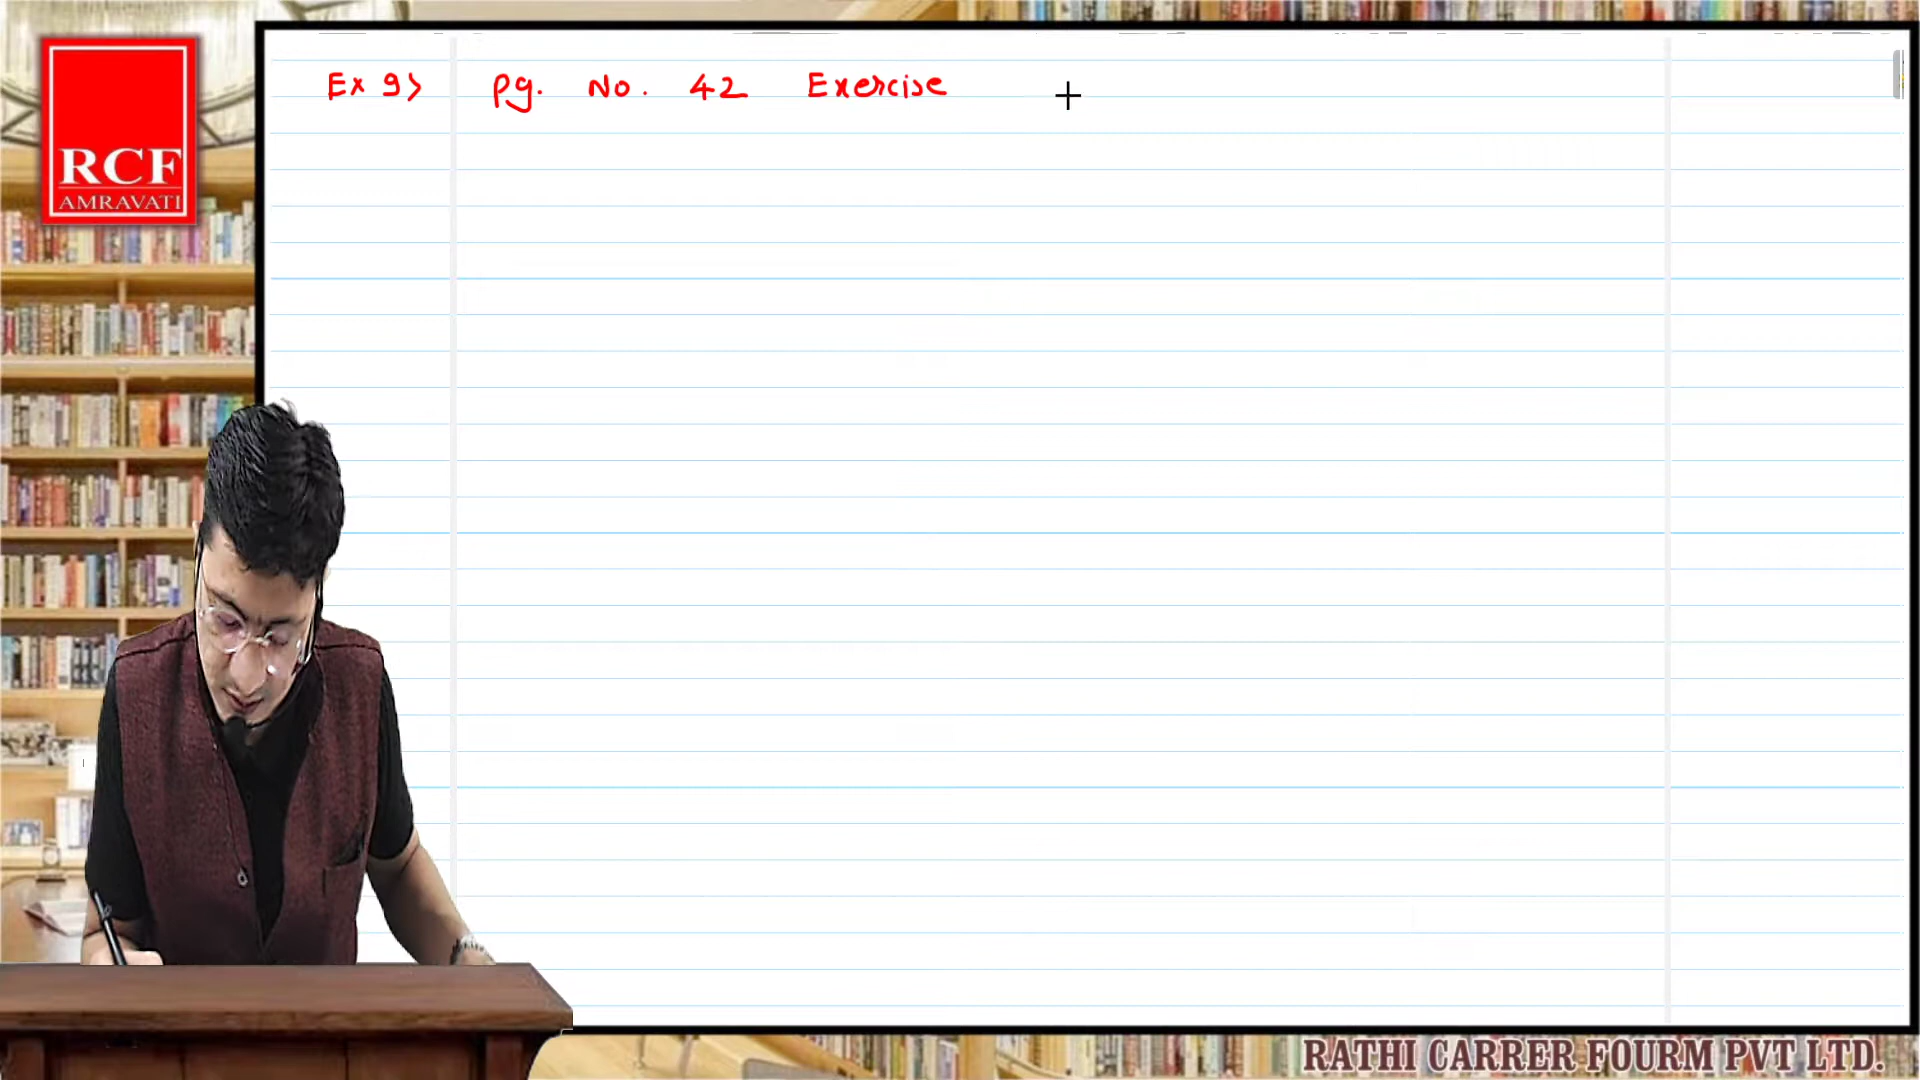 RCF
AMRAVATI
Ex 9> Pg. No. 42 Exercise
RATHI CARRER FOURM PVT LTD.